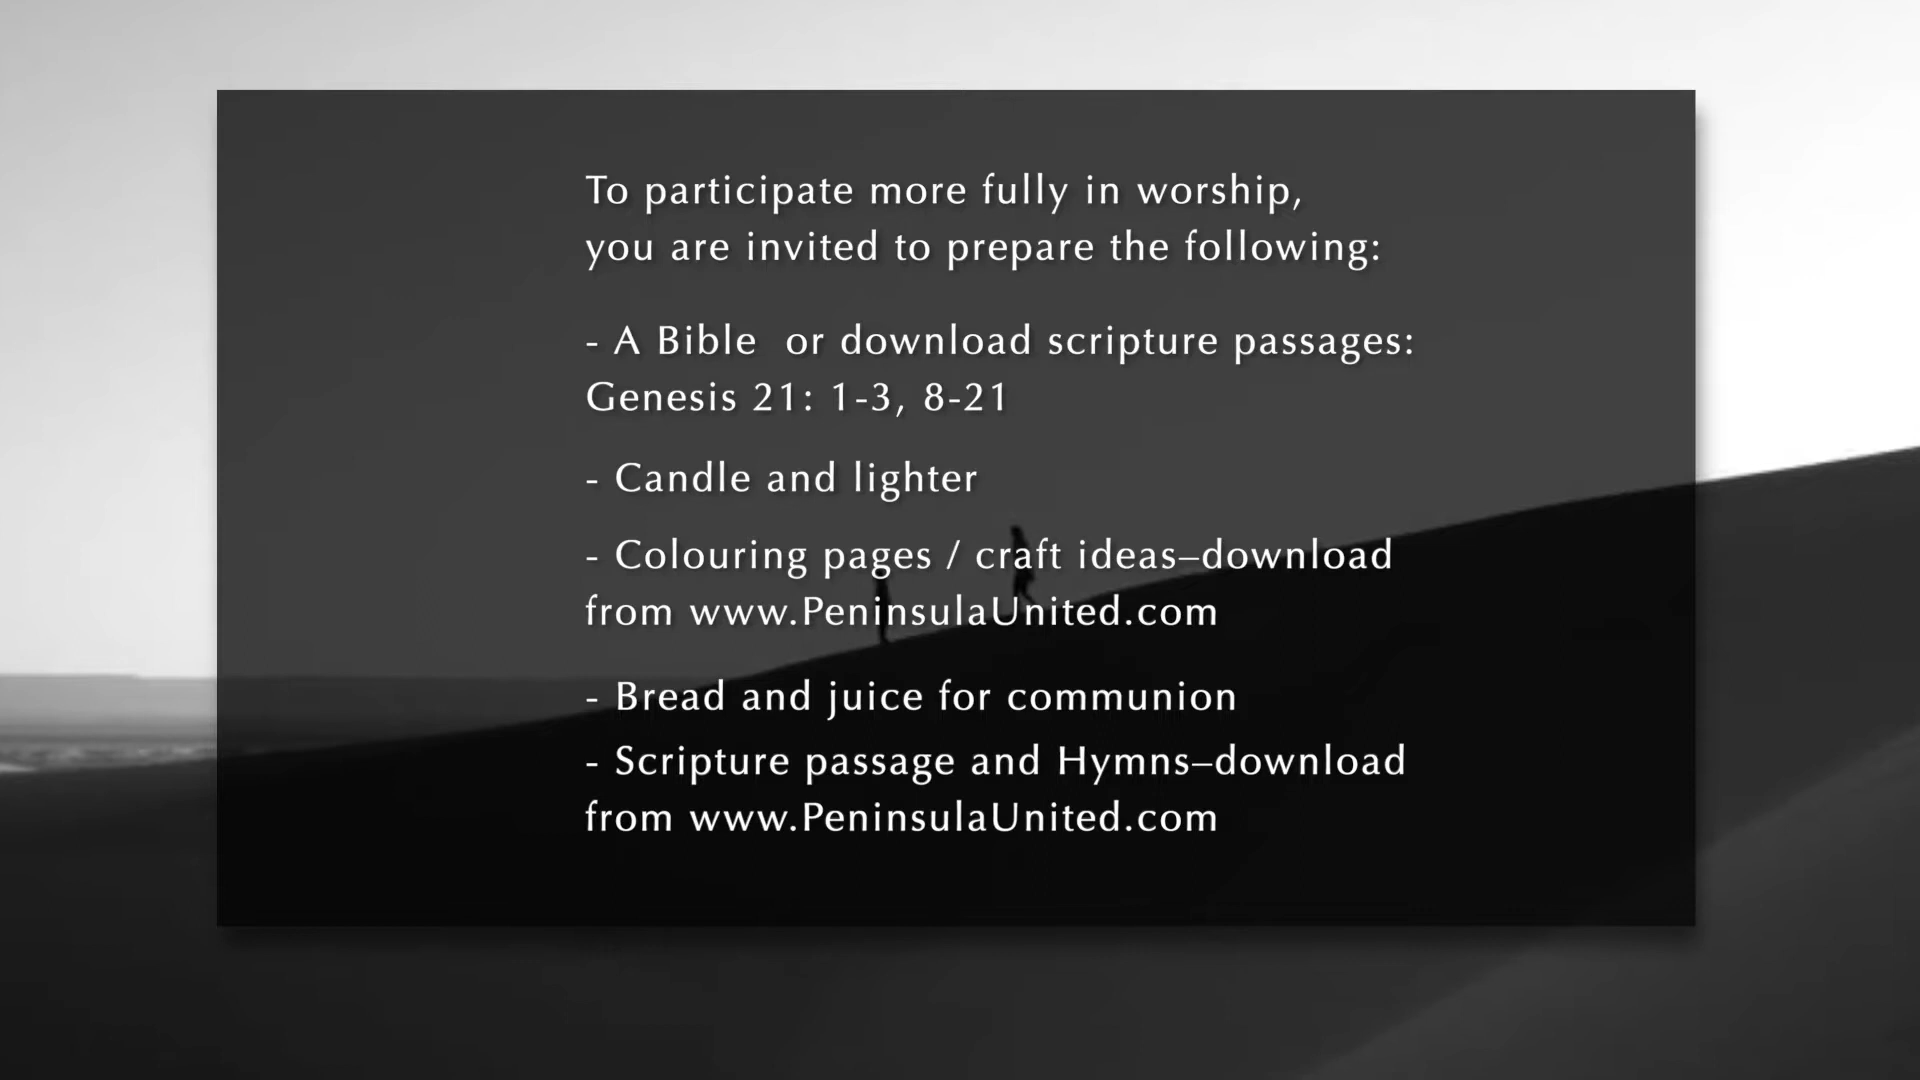 To participate more fully in worship,
you are invited to prepare the following:
- A Bible  or download scripture passages:
Genesis 21: 1-3, 8-21
- Candle and lighter
- Colouring pages / craft ideas–download
from www.PeninsulaUnited.com
- Bread and juice for communion
- Scripture passage and Hymns–download
from www.PeninsulaUnited.com